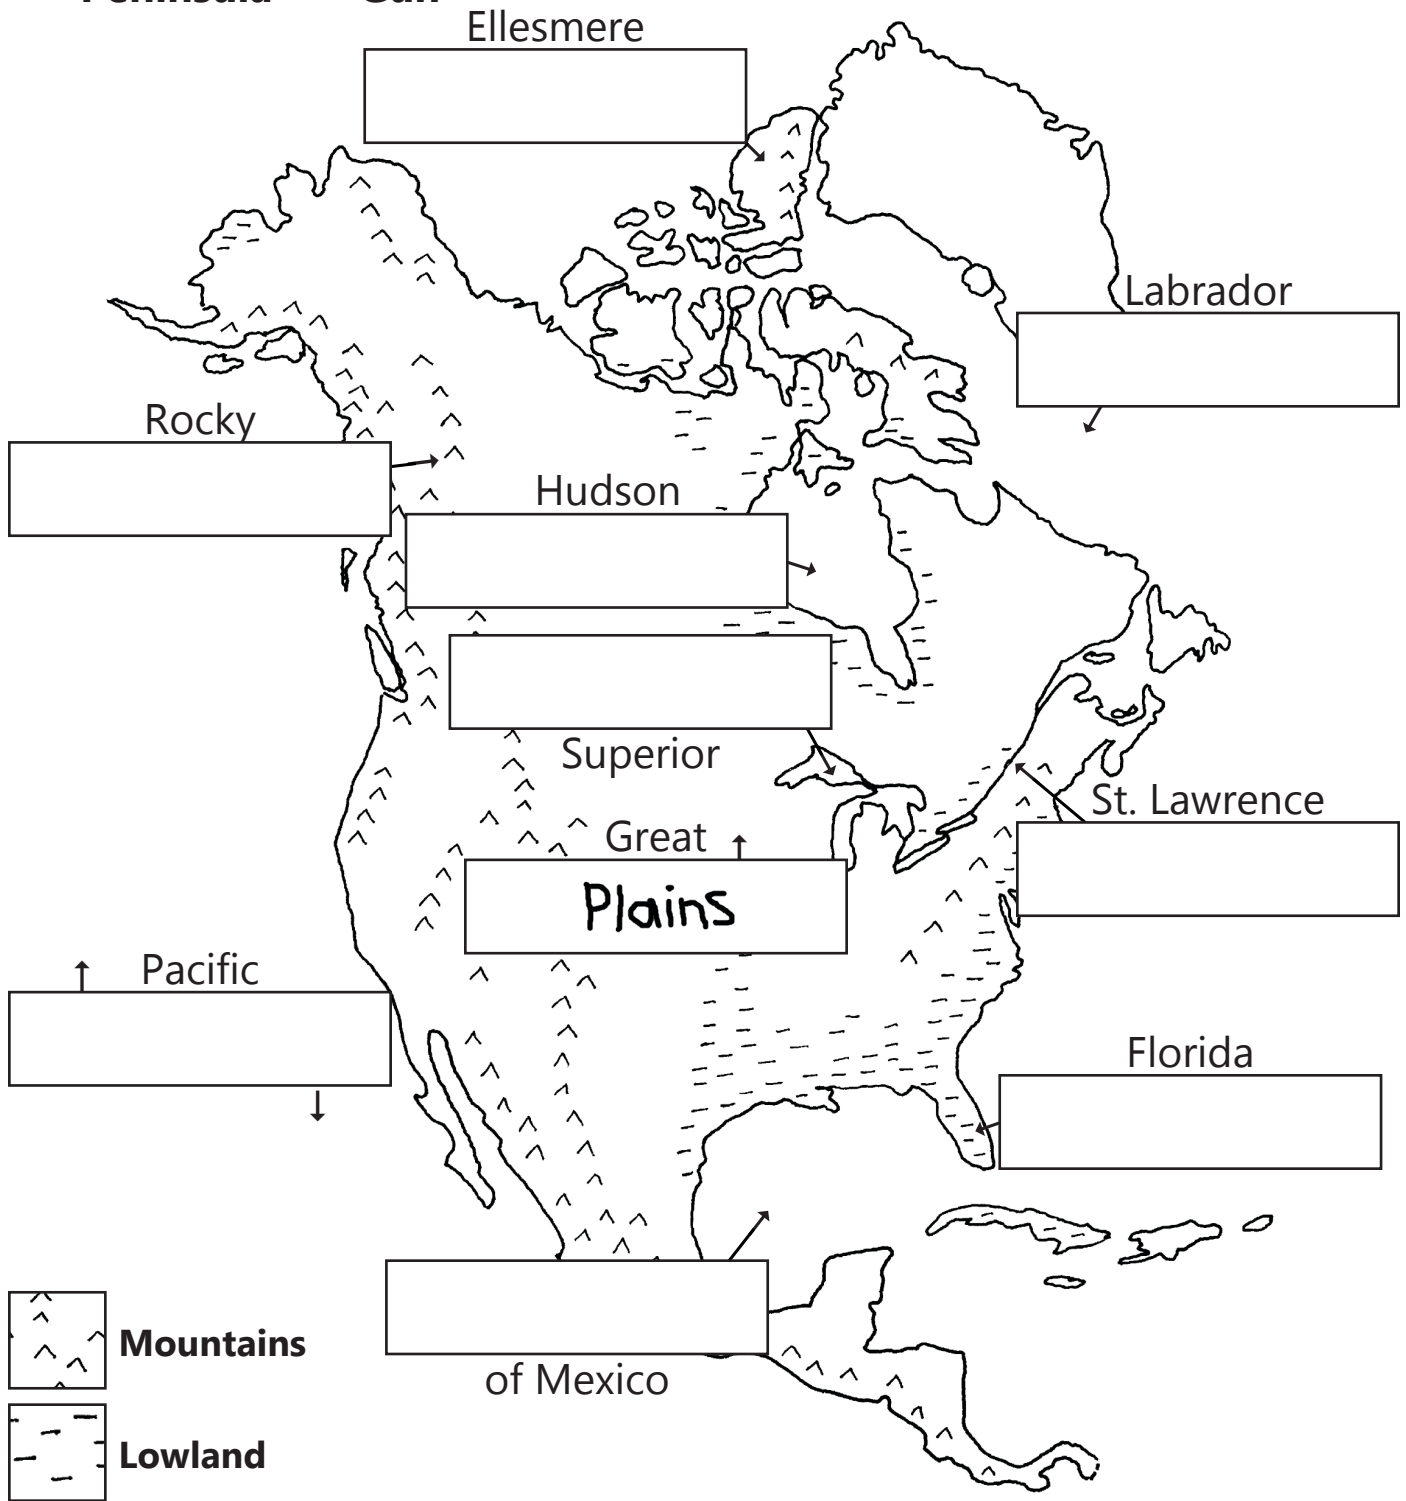 Peninsula Gulf
Ellesmere
Labrador
Rocky
Hudson
Superior
St. Lawrence
Great
Plains
Pacific
Florida
of Mexico
Mountains
Lowland